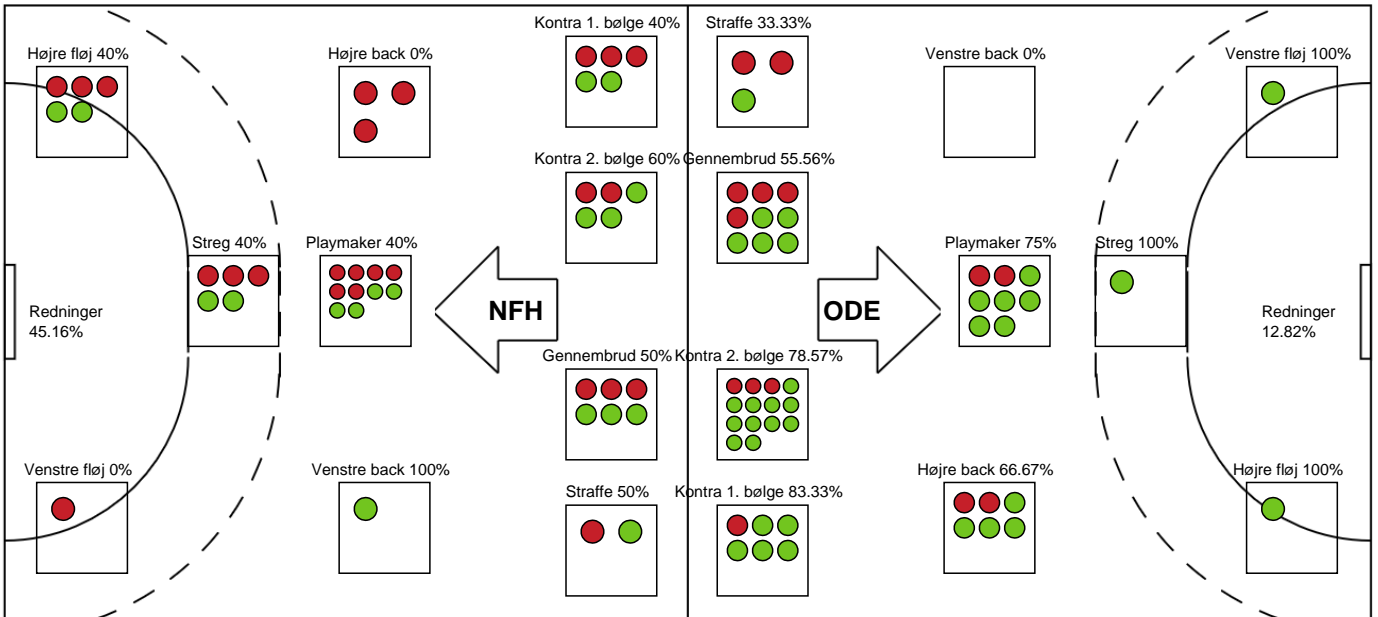 Kontra 1. bølge 40%
Straffe 33.33%
Højre fløj 40%
Højre back 0%
Venstre back 0%
Venstre fløj 100%
Kontra 2. bølge 60%
Gennembrud 55.56%
Streg 40%
Playmaker 40%
Playmaker 75%
Streg 100%
Redninger
45.16%
NFH
ODE
Redninger
12.82%
Gennembrud 50%
Kontra 2. bølge 78.57%
Venstre fløj 0%
Venstre back 100%
Højre back 66.67%
Højre fløj 100%
Straffe 50%
Kontra 1. bølge 83.33%